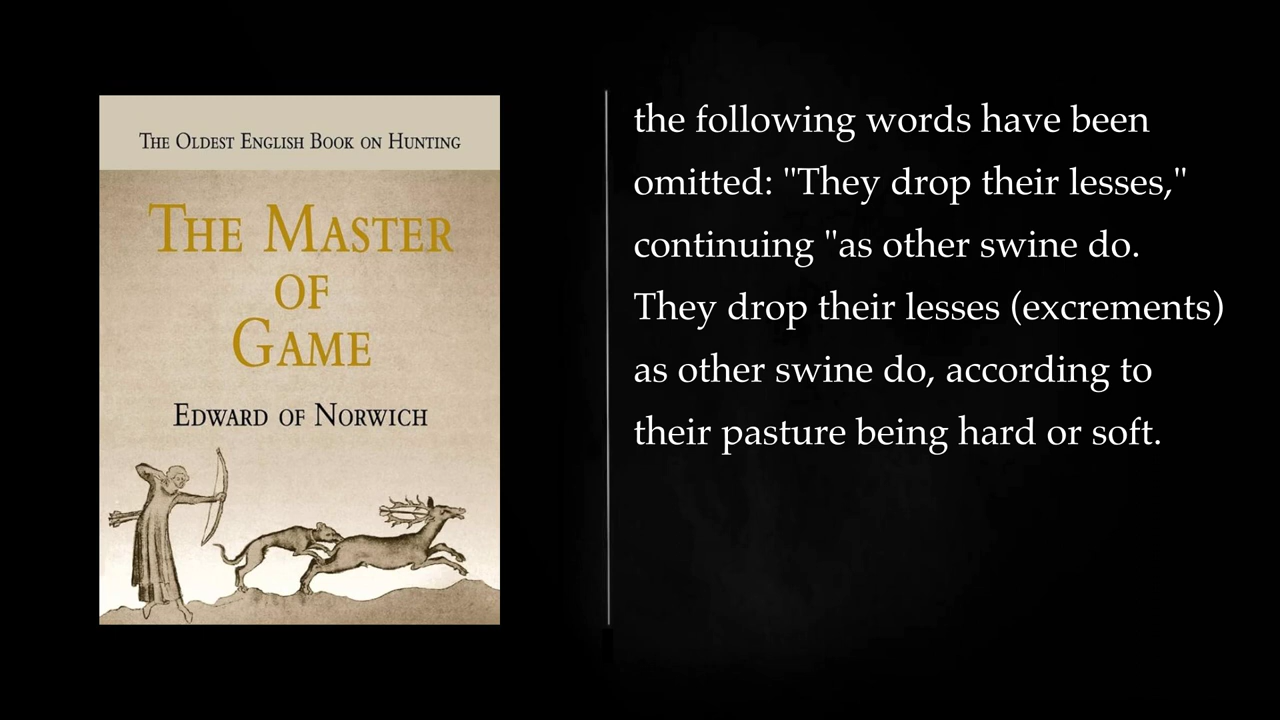 The Oldest English Book on Hunting
The Master
of
Game
Edward of Norwich
the following words have been
omitted: "They drop their lesses,"
continuing "as other swine do.
They drop their lesses (excrements)
as other swine do, according to
their pasture being hard or soft.